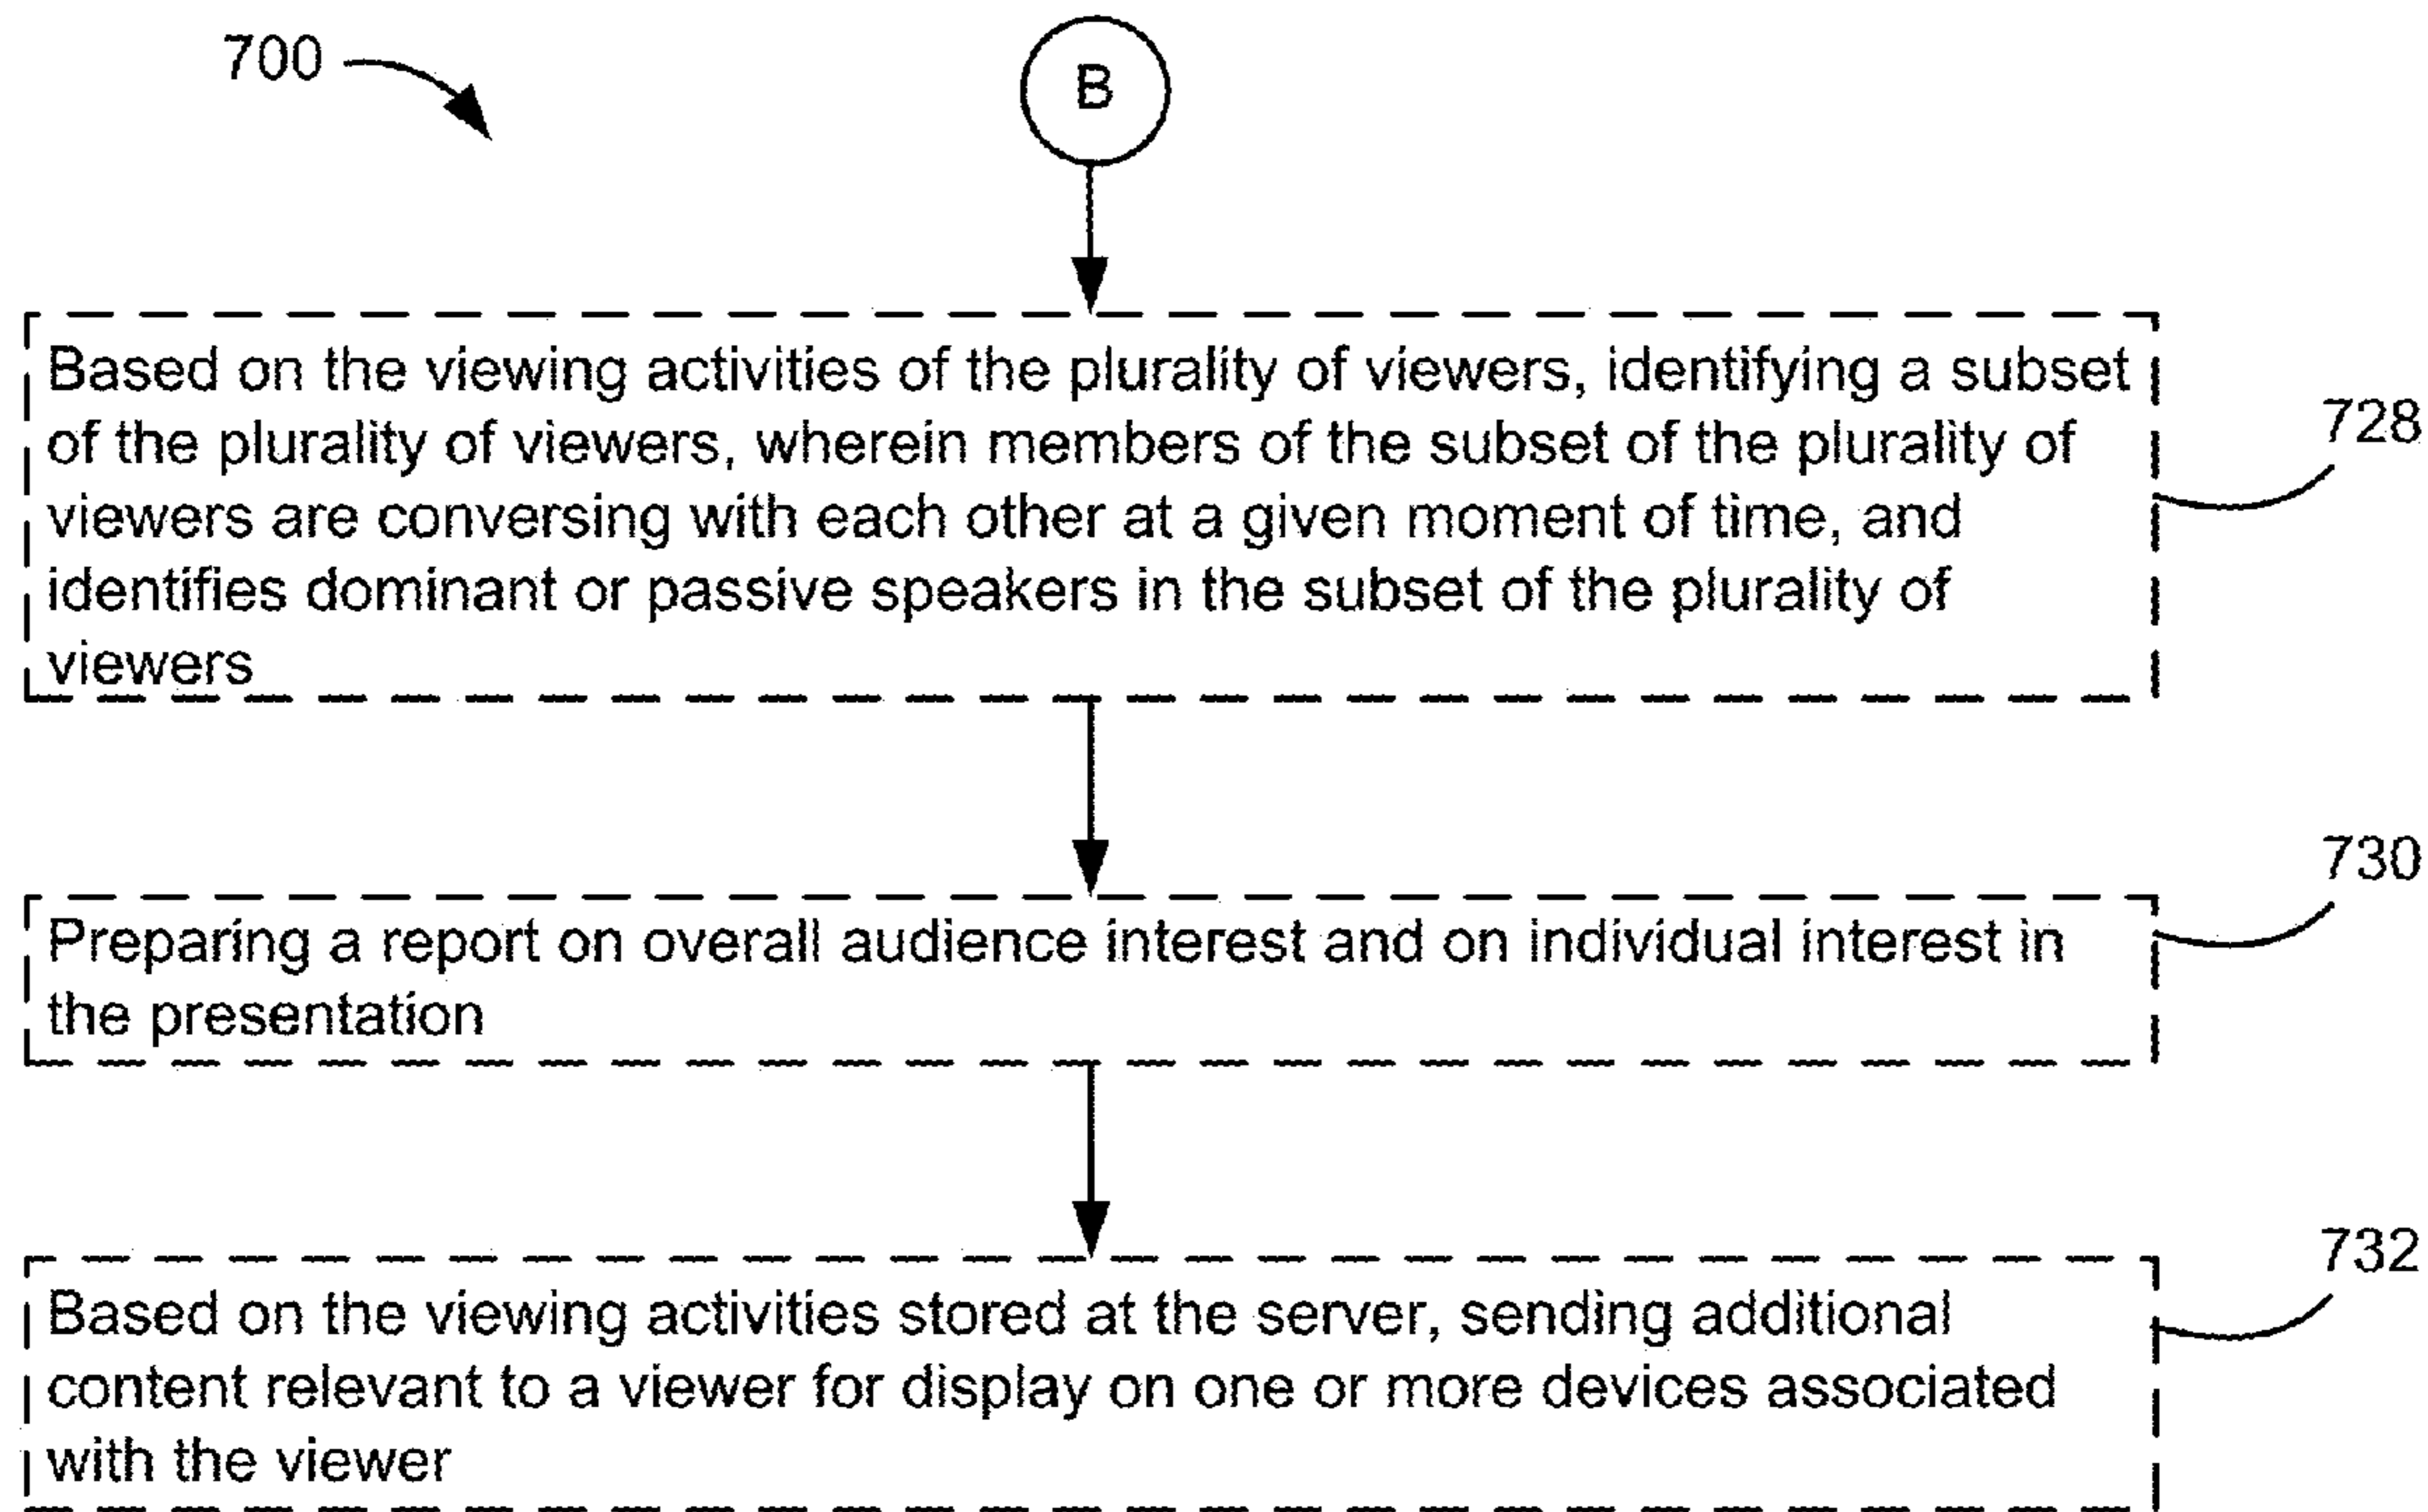 700
B
Based on the viewing activities of the plurality of viewers, identifying a subset
of the plurality of viewers, wherein members of the subset of the plurality of
viewers are conversing with each other at a given moment of time, and
identifies dominant or passive speakers in the subset of the plurality of
viewers
728
Preparing a report on overall audience interest and on individual interest in
the presentation
730
Based on the viewing activities stored at the server, sending additional
content relevant to a viewer for display on one or more devices associated
with the viewer
732